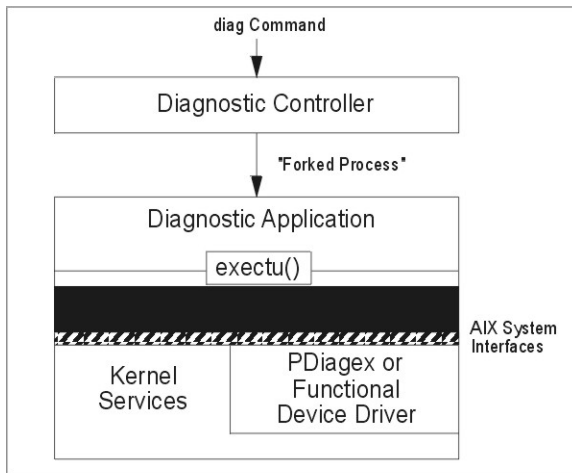 diag Command
Diagnostic Controller
"Forked Process"
Diagnostic Application
exectu()
AIX System
Interfaces
Kernel
Services
PDiagex or
Functional
Device Driver